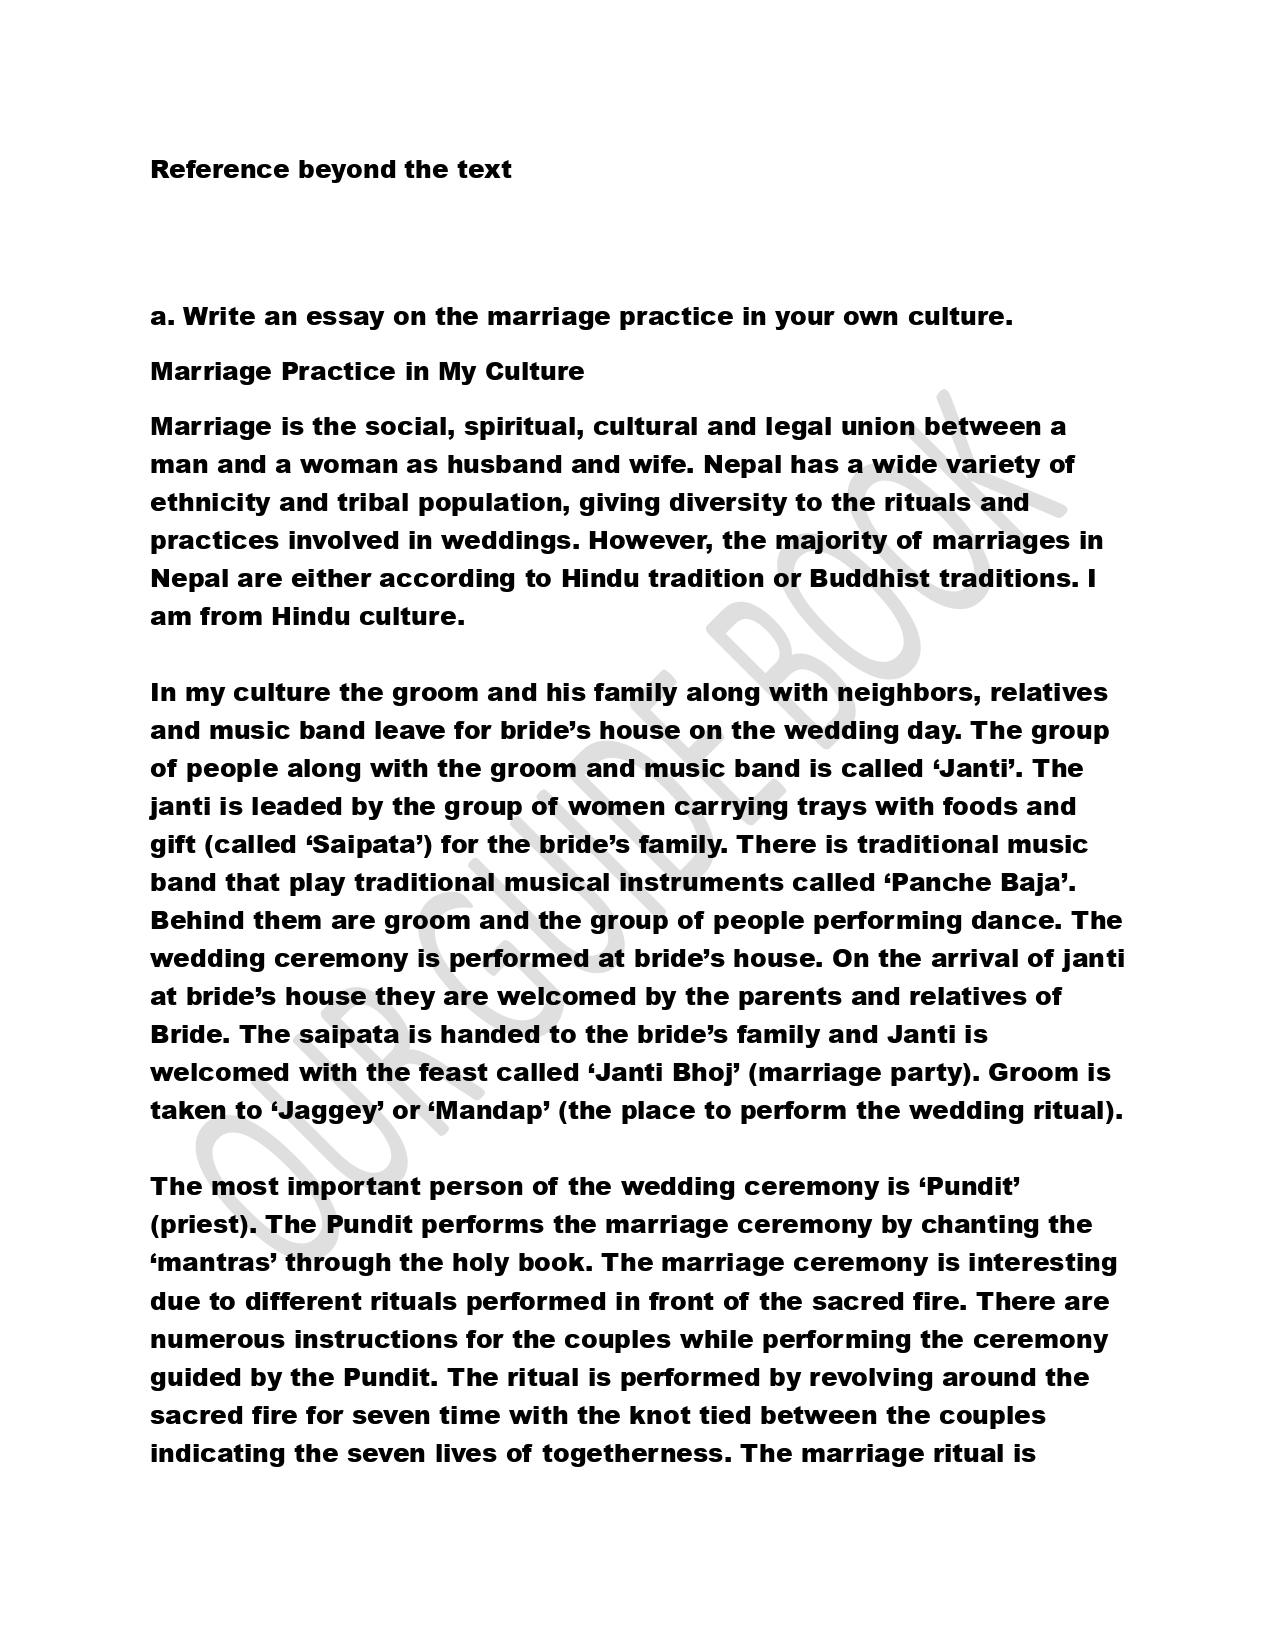 Reference beyond the text
a. Write an essay on the marriage practice in your own culture.
Marriage Practice in My Culture
Marriage is the social, spiritual, cultural and legal union between a
man and a woman as husband and wife. Nepal has a wide variety of
ethnicity and tribal population, giving diversity to the rituals and
practices involved in weddings. However, the majority of marriages in
Nepal are either according to Hindu tradition or Buddhist traditions. I
am from Hindu culture.
In my culture the groom and his family along with neighbors, relatives
and music band leave for bride’s house on the wedding day. The group
of people along with the groom and music band is called ‘Janti’. The
janti is leaded by the group of women carrying trays with foods and
gift (called ‘Saipata’) for the bride’s family. There is traditional music
band that play traditional musical instruments called ‘Panche Baja’.
Behind them are groom and the group of people performing dance. The
wedding ceremony is performed at bride’s house. On the arrival of janti
at bride’s house they are welcomed by the parents and relatives of
Bride. The saipata is handed to the bride’s family and Janti is
welcomed with the feast called ‘Janti Bhoj’ (marriage party). Groom is
taken to ‘Jaggey’ or ‘Mandap’ (the place to perform the wedding ritual).
The most important person of the wedding ceremony is ‘Pundit’
(priest). The Pundit performs the marriage ceremony by chanting the
‘mantras’ through the holy book. The marriage ceremony is interesting
due to different rituals performed in front of the sacred fire. There are
numerous instructions for the couples while performing the ceremony
guided by the Pundit. The ritual is performed by revolving around the
sacred fire for seven time with the knot tied between the couples
indicating the seven lives of togetherness. The marriage ritual is
OUR GUIDE BOOK